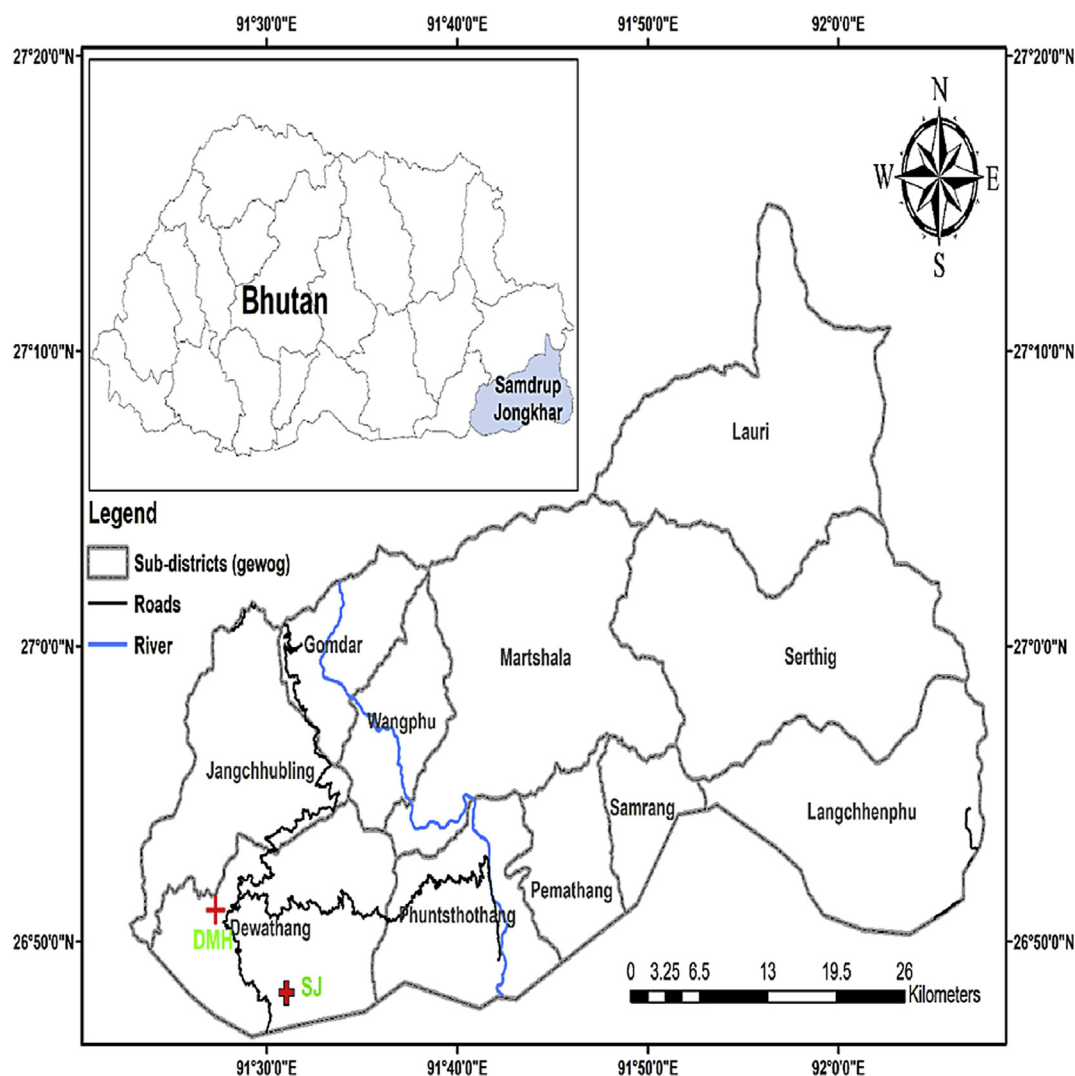 91°30'0"E 91°40'0"E 91°50'0"E 92°0'0"E
27°20'0"N 27°20'0"N
N
W E
S
Bhutan
Samdrup
Jongkhar
27°10'0"N 27°10'0"N
Lauri
Legend
Sub-districts (gewog)
Roads
River
27°0'0"N 27°0'0"N
Gomdar
Martshala
Serthig
Wangphu
Jangchhubling
Samrang
Langchhenphu
Pemathang
Phuntsthothang
Dewathang
DMH
26°50'0"N 26°50'0"N
SJ
0 3.25 6.5 13 19.5 26
Kilometers
91°30'0"E 91°40'0"E 91°50'0"E 92°0'0"E